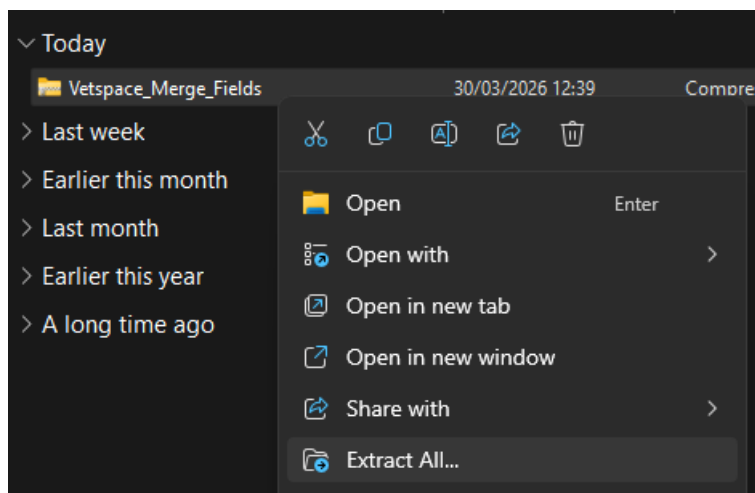 Today
Vetspace_Merge_Fields 30/03/2026 12:39 Compre
Last week
Earlier this month
Last month
Earlier this year
A long time ago
Open Enter
Open with
Open in new tab
Open in new window
Share with
Extract All...